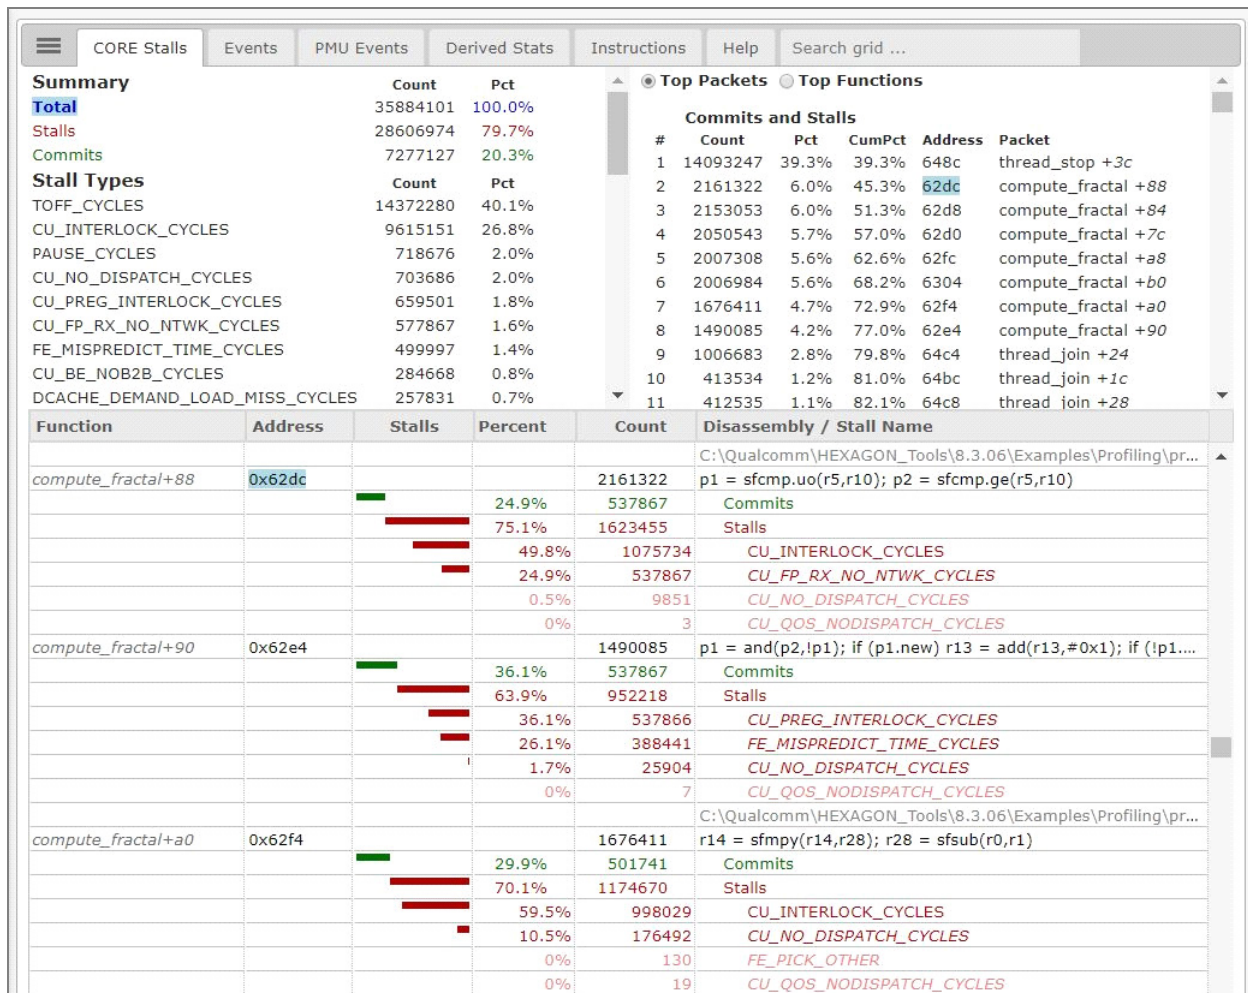 CORE Stalls Events PMU Events Derived Stats Instructions Help Search grid ...
Summary Count Pct
Total 35884101 100.0%
Stalls 28606974 79.7%
Commits 7277127 20.3%
Stall Types Count Pct
TOFF_CYCLES 14372280 40.1%
CU_INTERLOCK_CYCLES 9615151 26.8%
PAUSE_CYCLES 718676 2.0%
CU_NO_DISPATCH_CYCLES 703686 2.0%
CU_PREG_INTERLOCK_CYCLES 659501 1.8%
CU_FP_RX_NO_NTWK_CYCLES 577867 1.6%
FE_MISPREDICT_TIME_CYCLES 499997 1.4%
CU_BE_NOB2B_CYCLES 284668 0.8%
DCACHE_DEMAND_LOAD_MISS_CYCLES 257831 0.7%
Top Packets Top Functions
Commits and Stalls
# Count Pct CumPct Address Packet
1 14093247 39.3% 39.3% 648c thread_stop +3c
2 2161322 6.0% 45.3% 62dc compute_fractal +88
3 2153053 6.0% 51.3% 62d8 compute_fractal +84
4 2050543 5.7% 57.0% 62d0 compute_fractal +7c
5 2007308 5.6% 62.6% 62fc compute_fractal +a8
6 2006984 5.6% 68.2% 6304 compute_fractal +b0
7 1676411 4.7% 72.9% 62f4 compute_fractal +a0
8 1490085 4.2% 77.0% 62e4 compute_fractal +90
9 1006683 2.8% 79.8% 64c4 thread_join +24
10 413534 1.2% 81.0% 64bc thread_join +1c
11 412535 1.1% 82.1% 64c8 thread_join +28
Function Address Stalls Percent Count Disassembly / Stall Name
C:\Qualcomm\HEXAGON_Tools\8.3.06\Examples\Profiling\pr...
compute_fractal+88 0x62dc 2161322 p1 = sfcmp.uo(r5,r10); p2 = sfcmp.ge(r5,r10)
24.9% 537867 Commits
75.1% 1623455 Stalls
49.8% 1075734 CU_INTERLOCK_CYCLES
24.9% 537867 CU_FP_RX_NO_NTWK_CYCLES
0.5% 9851 CU_NO_DISPATCH_CYCLES
0% 3 CU_QOS_NODISPATCH_CYCLES
compute_fractal+90 0x62e4 1490085 p1 = and(p2,!p1); if (p1.new) r13 = add(r13,#0x1); if (!p1....
36.1% 537867 Commits
63.9% 952218 Stalls
36.1% 537866 CU_PREG_INTERLOCK_CYCLES
26.1% 388441 FE_MISPREDICT_TIME_CYCLES
1.7% 25904 CU_NO_DISPATCH_CYCLES
0% 7 CU_QOS_NODISPATCH_CYCLES
C:\Qualcomm\HEXAGON_Tools\8.3.06\Examples\Profiling\pr...
compute_fractal+a0 0x62f4 1676411 r14 = sfmpy(r14,r28); r28 = sfsub(r0,r1)
29.9% 501741 Commits
70.1% 1174670 Stalls
59.5% 998029 CU_INTERLOCK_CYCLES
10.5% 176492 CU_NO_DISPATCH_CYCLES
0% 130 FE_PICK_OTHER
0% 19 CU_QOS_NODISPATCH_CYCLES